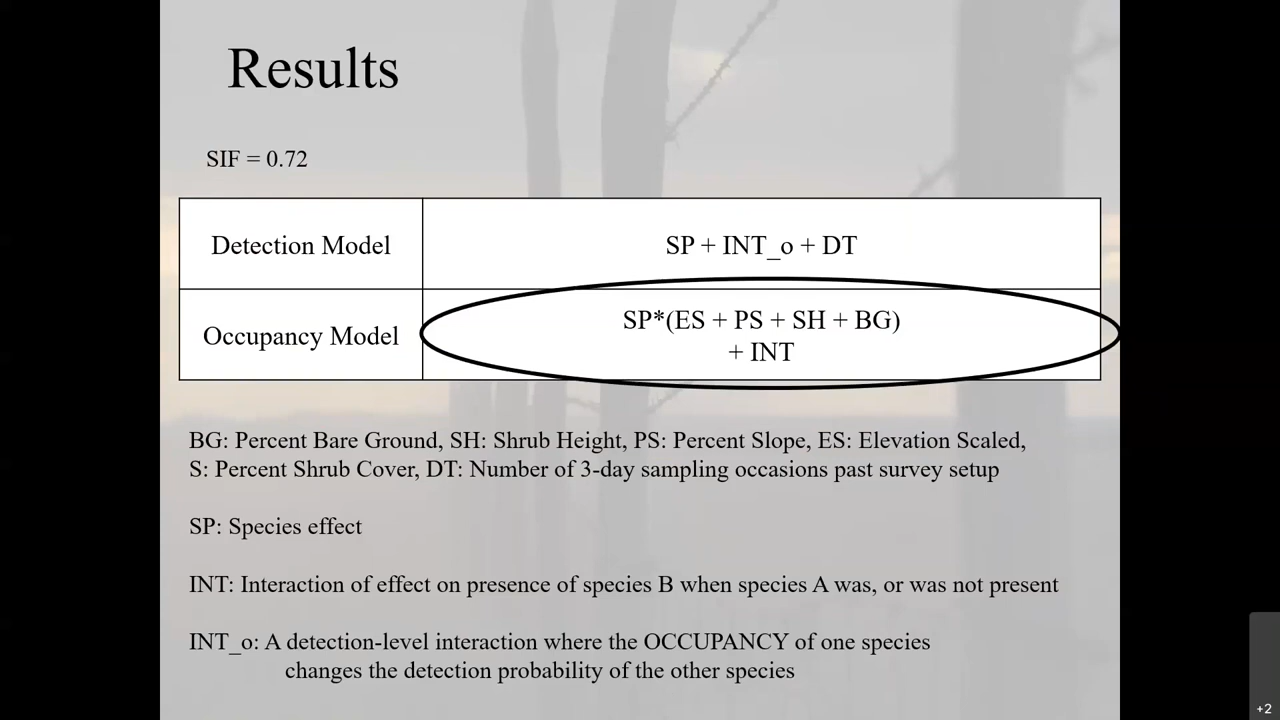 Results
SIF = 0.72
Detection Model
SP + INT_o + DT
Occupancy Model
SP*(ES + PS + SH + BG)
+ INT
BG: Percent Bare Ground, SH: Shrub Height, PS: Percent Slope, ES: Elevation Scaled,
S: Percent Shrub Cover, DT: Number of 3-day sampling occasions past survey setup
SP: Species effect
INT: Interaction of effect on presence of species B when species A was, or was not present
INT_o: A detection-level interaction where the OCCUPANCY of one species
changes the detection probability of the other species
+2